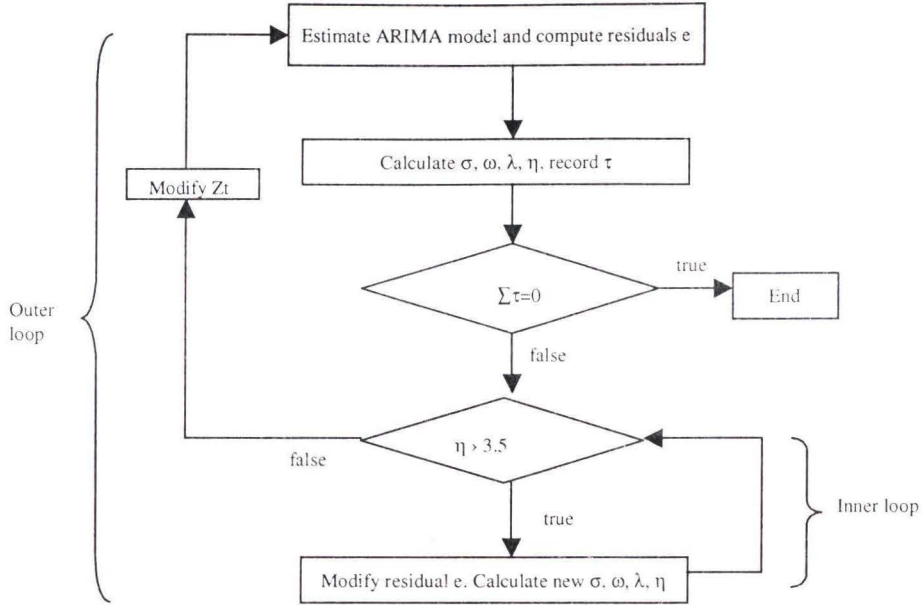 Estimate ARIMA model and compute residuals e
Calculate σ, ω, λ, η, record τ
Modify Zt
∑τ=0
true
End
Outer
loop
false
η › 3.5
false
true
Inner loop
Modify residual e. Calculate new σ, ω, λ, η